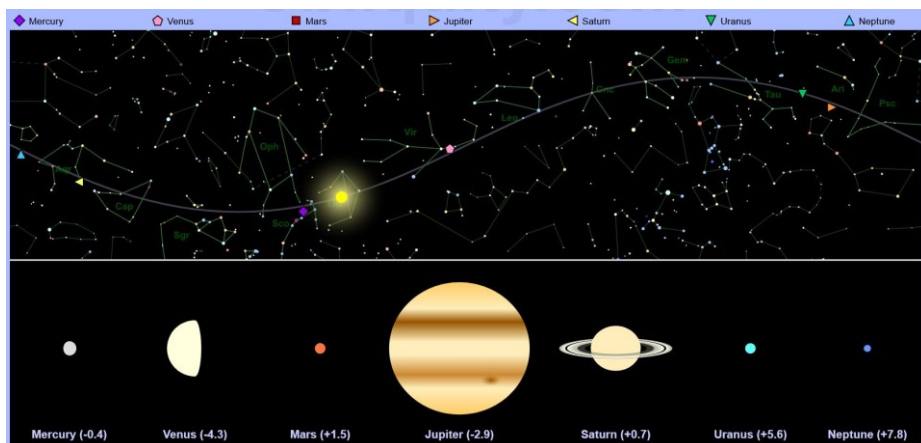 Mercury Venus Mars Jupiter Saturn Uranus Neptune
Gem
Cnc
Tau
Ari
Psc
Leo
Vir
Oph
Cap
Sco
Sgr
Mercury (-0.4) Venus (-4.3) Mars (+1.5) Jupiter (-2.9) Saturn (+0.7) Uranus (+5.6) Neptune (+7.8)